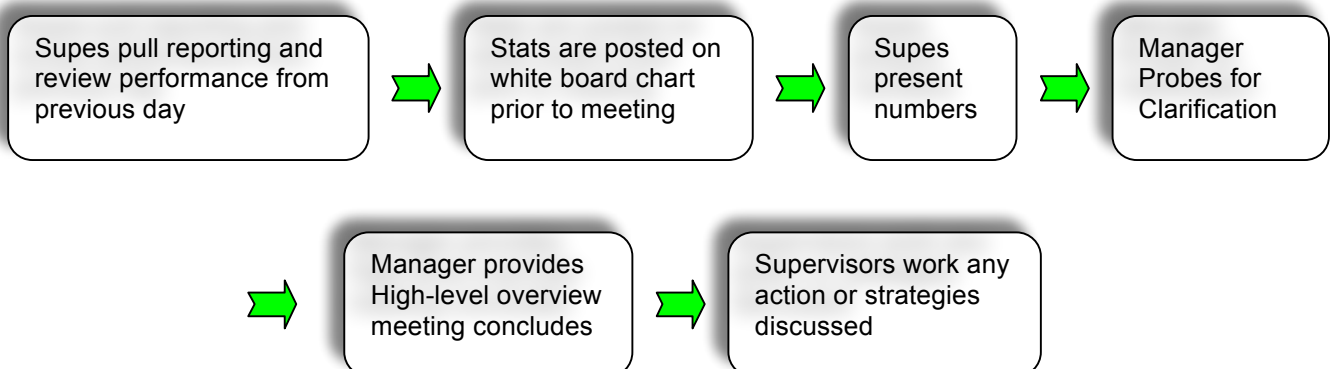 Supes pull reporting and
review performance from
previous day
Stats are posted on
white board chart
prior to meeting
Supes
present
numbers
Manager
Probes for
Clarification
Manager provides
High-level overview
meeting concludes
Supervisors work any
action or strategies
discussed